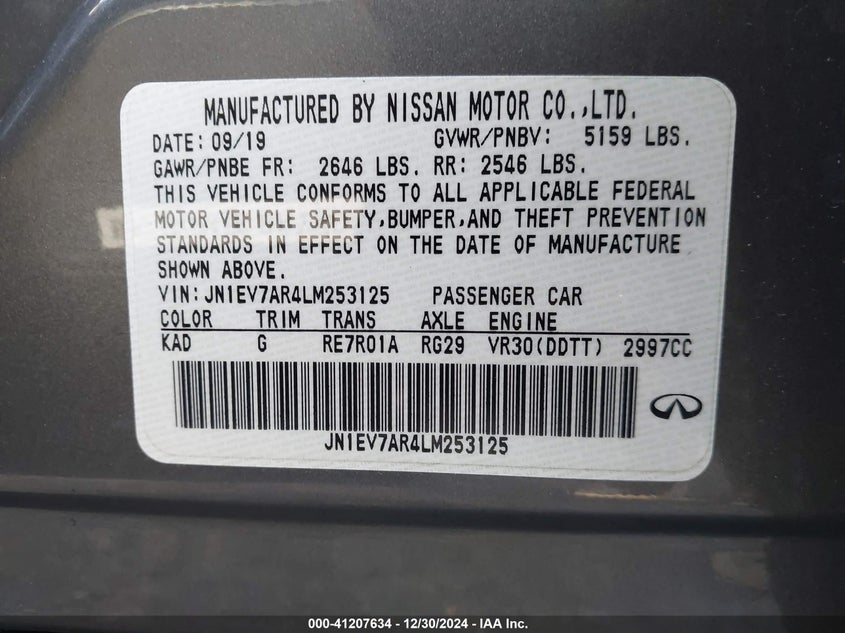 MANUFACTURED BY NISSAN MOTOR CO.,LTD.
DATE: 09/19 GVWR/PNBV: 5159 LBS.
GAWR/PNBE FR: 2646 LBS. RR: 2546 LBS.
THIS VEHICLE CONFORMS TO ALL APPLICABLE FEDERAL
MOTOR VEHICLE SAFETY,BUMPER,AND THEFT PREVENTION
STANDARDS IN EFFECT ON THE DATE OF MANUFACTURE
SHOWN ABOVE.
VIN: JN1EV7AR4LM253125 PASSENGER CAR
COLOR TRIM TRANS AXLE ENGINE
KAD G RE7R01A RG29 VR30(DDTT) 2997CC
JN1EV7AR4LM253125
000-41207634 - 12/30/2024 - IAA Inc.